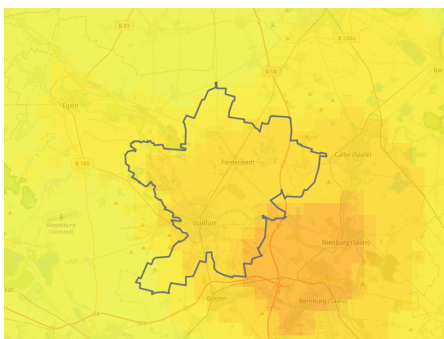 B 81
B 246a
A 14
Egeln
B 180
Förderstedt
Calbe (Saale)
Staßfurt
Magdeburg
Cochstedt
Nienburg (Saale)
Güsten
Bernburg (Saale)